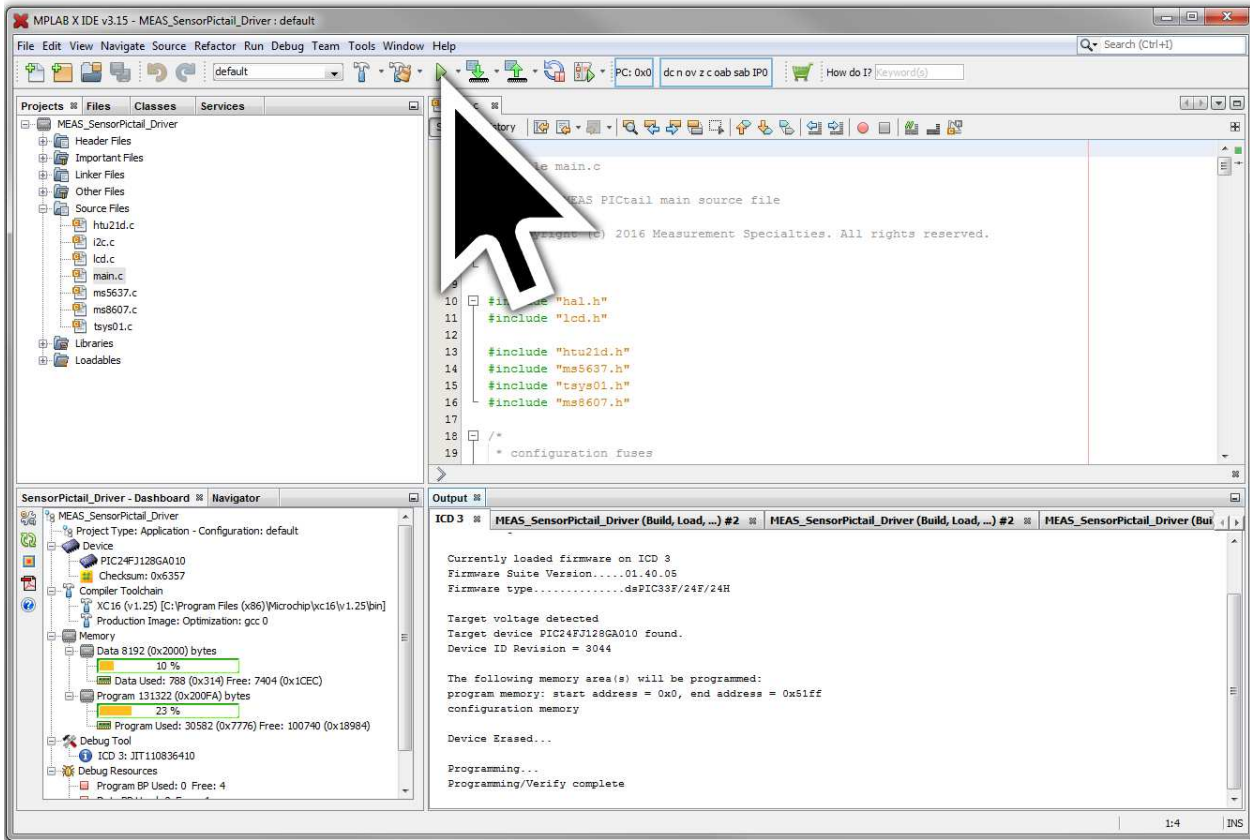 MPLAB X IDE v3.15 - MEAS_SensorPictail_Driver : default
File Edit View Navigate Source Refactor Run Debug Team Tools Window Help
Search (Ctrl+I)
default
PC: 0x0
dc n ov z c oab sab IP0
How do I? Keyword(s)
Projects Files Classes Services
MEAS_SensorPictail_Driver
Header Files
Important Files
Linker Files
Other Files
Source Files
htu21d.c
i2c.c
lcd.c
main.c
ms5637.c
ms8607.c
tsys01.c
Libraries
Loadables
main.c
MEAS PICtail main source file
(c) 2016 Measurement Specialties. All rights reserved.
9
10 "hal.h"
11 #include "lcd.h"
12
13 #include "htu21d.h"
14 #include "ms5637.h"
15 #include "tsys01.h"
16 #include "ms8607.h"
17
18 /*
19 * configuration fuses
SensorPictail_Driver - Dashboard Navigator
MEAS_SensorPictail_Driver
Project Type: Application - Configuration: default
Device
PIC24FJ128GA010
Checksum: 0x6357
Compiler Toolchain
XC16 (v1.25) [C:\Program Files (x86)\Microchip\xc16\v1.25\bin]
Production Image: Optimization: gcc 0
Memory
Data 8192 (0x2000) bytes
10 %
Data Used: 788 (0x314) Free: 7404 (0x1CEC)
Program 131322 (0x200FA) bytes
23 %
Program Used: 30582 (0x7776) Free: 100740 (0x18984)
Debug Tool
ICD 3: JIT110836410
Debug Resources
Program BP Used: 0 Free: 4
Output
ICD 3 MEAS_SensorPictail_Driver (Build, Load, ...) #2 MEAS_SensorPictail_Driver (Build, Load, ...) #2 MEAS_SensorPictail_Driver (Bui
Currently loaded firmware on ICD 3
Firmware Suite Version.....01.40.05
Firmware type..............dsPIC33F/24F/24H
Target voltage detected
Target device PIC24FJ128GA010 found.
Device ID Revision = 3044
The following memory area(s) will be programmed:
program memory: start address = 0x0, end address = 0x51ff
configuration memory
Device Erased...
Programming...
Programming/Verify complete
1:4 INS